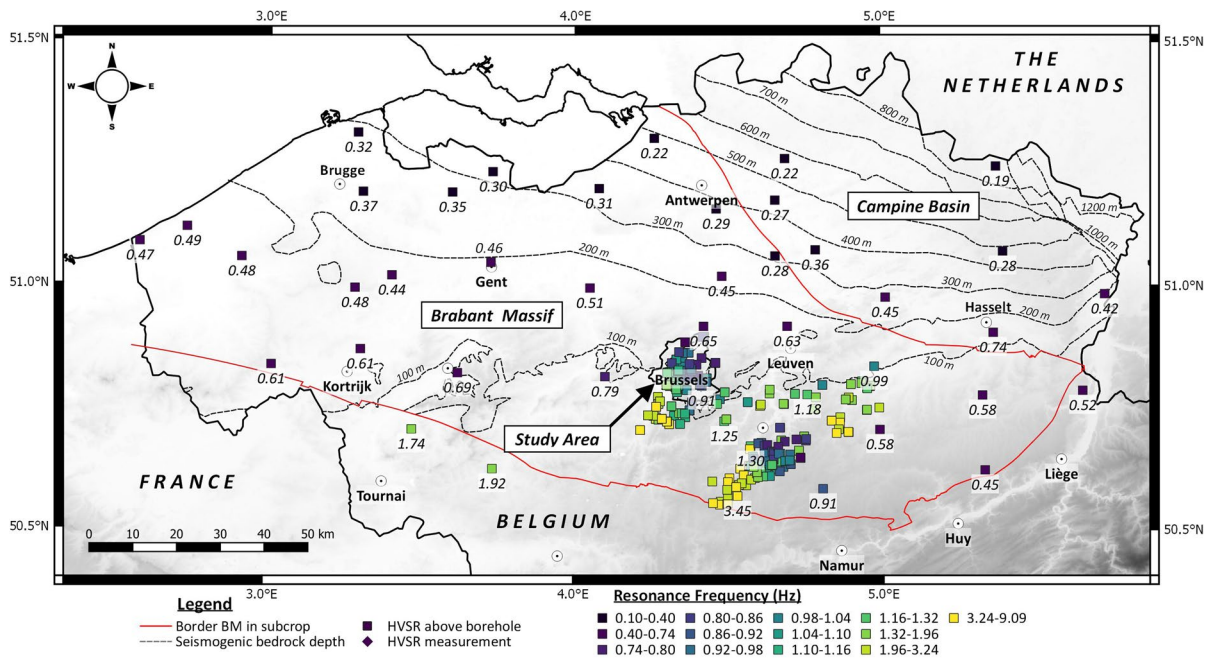 3.0°E 4.0°E 5.0°E
51.5°N 51.5°N
N
W E
S
THE
NETHERLANDS
700 m
800 m
600 m
500 m
0.32
0.22
0.22
0.19
Brugge
0.30
Antwerpen
0.37
0.35
0.31
0.27
Campine Basin
1200 m
0.29
300 m
400 m
1000 m
0.49
0.47
0.46
200 m
0.48
Gent
0.28
0.36
0.28
51.0°N 51.0°N
0.48
0.44
0.51
0.45
0.45
300 m
200 m
0.42
Brabant Massif
Hasselt
0.65
0.63
0.74
0.61
100 m
Leuven
100 m
0.61
Kortrijk
100 m
0.69
0.79
Brussels
0.99
0.91
1.18
0.58
0.52
1.74
Study Area
1.25
0.58
1.30
FRANCE
1.92
Liège
Tournai
0.45
0.91
3.45
50.5°N 50.5°N
BELGIUM
Huy
0 10 20 30 40 50 km
Namur
3.0°E 4.0°E 5.0°E
Legend
Border BM in subcrop
Seismogenic bedrock depth
HVSR above borehole
HVSR measurement
Resonance Frequency (Hz)
0.10-0.40 0.80-0.86 0.98-1.04 1.16-1.32 3.24-9.09
0.40-0.74 0.86-0.92 1.04-1.10 1.32-1.96
0.74-0.80 0.92-0.98 1.10-1.16 1.96-3.24